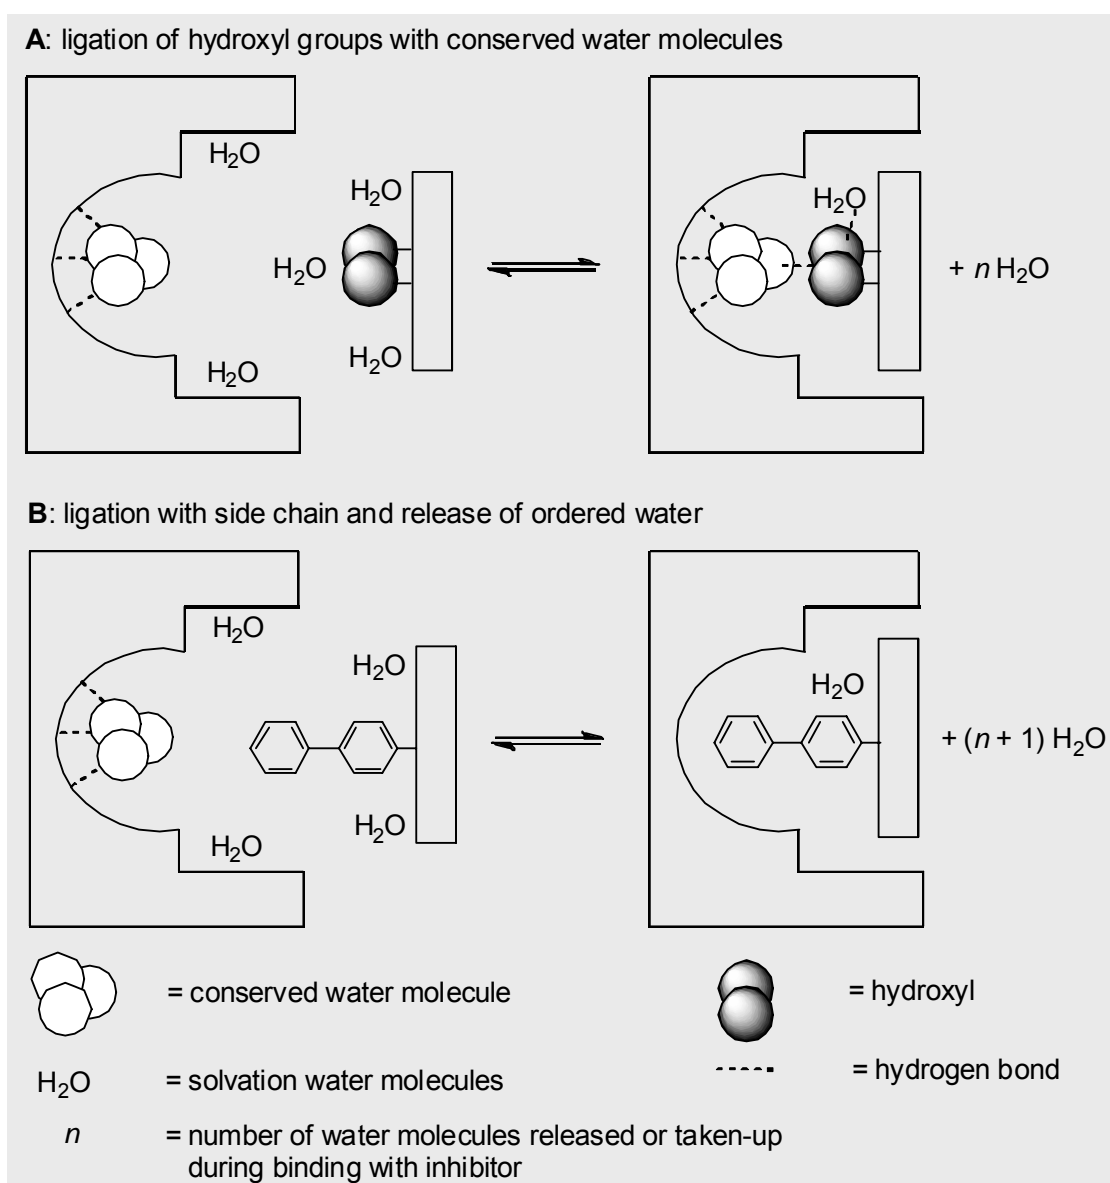 A: ligation of hydroxyl groups with conserved water molecules
H₂O
H₂O
H₂O
H₂O
H₂O
H₂O
+ n H₂O
B: ligation with side chain and release of ordered water
H₂O
H₂O
H₂O
H₂O
H₂O
+ (n + 1) H₂O
= conserved water molecule
= hydroxyl
H₂O = solvation water molecules
= hydrogen bond
n = number of water molecules released or taken-up
during binding with inhibitor